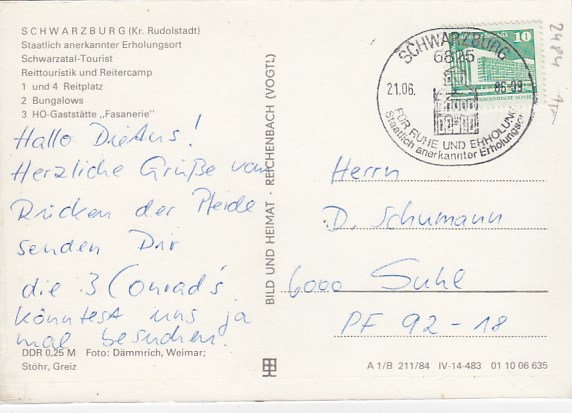 SCHWARZBURG (Kr. Rudolstadt)
Staatlich anerkannter Erholungsort
Schwarzatal-Tourist
Reittouristik und Reitercamp
1 und 4 Reitplatz
2 Bungalows
3 HO-Gaststätte „Fasanerie"
Hallo !
Herzliche Grüße vom
Rücken der Pferde
senden Dir
die 3 Conrad's
könntest uns ja
mal besuchen.
DDR 0,25 M Foto: Dämmrich, Weimar;
Stöhr, Greiz
BILD UND HEIMAT · REICHENBACH (VOGTL)
10
SCHWARZBURG
6825
21.06.
86-09
FÜR RUHE UND ERHOLUNG
Staatlich anerkannter Erholungsort
2484
Herrn
D. Schumann
6000 Suhl
PF 92-18
A 1/B 211/84 IV-14-483 01 10 06 635